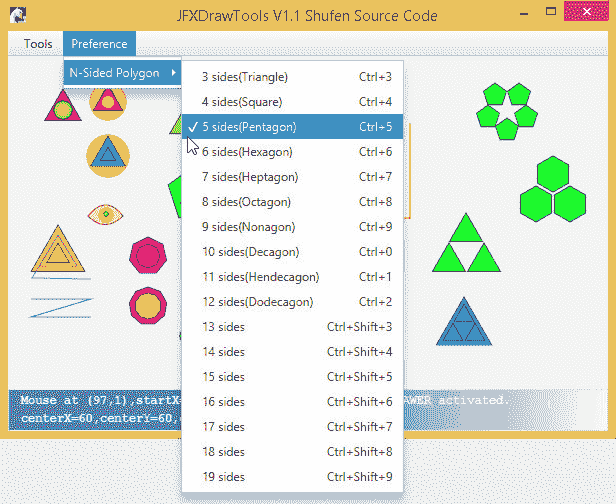 JFXDrawTools V1.1 Shufen Source Code
Tools Preference
N-Sided Polygon
3 sides(Triangle) Ctrl+3
4 sides(Square) Ctrl+4
5 sides(Pentagon) Ctrl+5
6 sides(Hexagon) Ctrl+6
7 sides(Heptagon) Ctrl+7
8 sides(Octagon) Ctrl+8
9 sides(Nonagon) Ctrl+9
10 sides(Decagon) Ctrl+0
11 sides(Hendecagon) Ctrl+1
12 sides(Dodecagon) Ctrl+2
13 sides Ctrl+Shift+3
14 sides Ctrl+Shift+4
15 sides Ctrl+Shift+5
16 sides Ctrl+Shift+6
17 sides Ctrl+Shift+7
18 sides Ctrl+Shift+8
19 sides Ctrl+Shift+9
Mouse at (97,1),startX= AWER activated.
centerX=60,centerY=60,